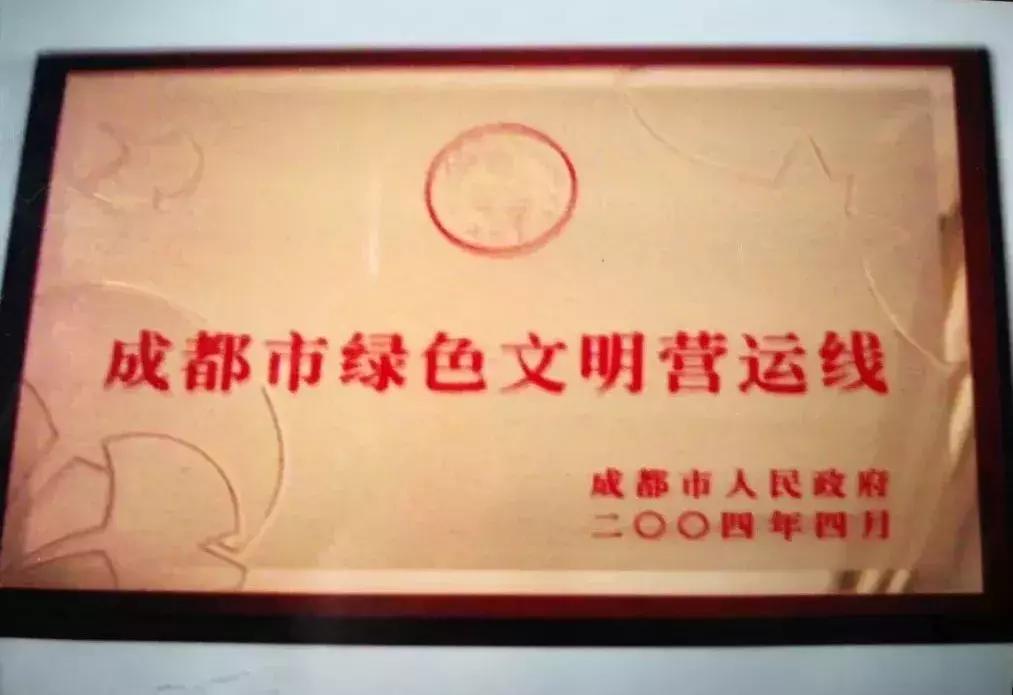 成都市绿色文明营运线
成都市人民政府
二〇〇四年四月